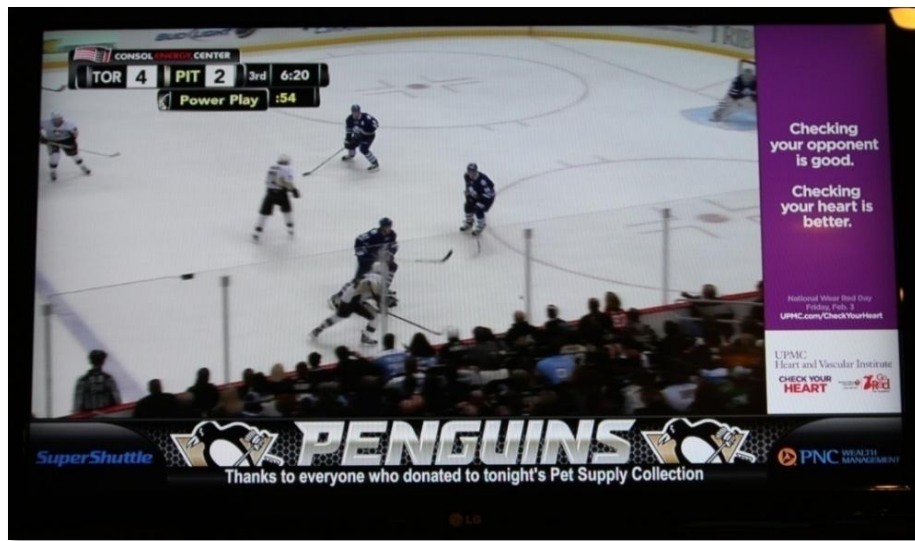 CONSOL ENERGY CENTER
TOR 4 PIT 2 3rd 6:20
Power Play :54
TRIB
Checking
your opponent
is good.
Checking
your heart is
better.
National Wear Red Day
Friday, Feb. 3
UPMC.com/CheckYourHeart
UPMC
Heart and Vascular Institute
CHECK YOUR
HEART
Red
SuperShuttle
PENGUINS
PNC WEALTH
MANAGEMENT
Thanks to everyone who donated to tonight's Pet Supply Collection
LG